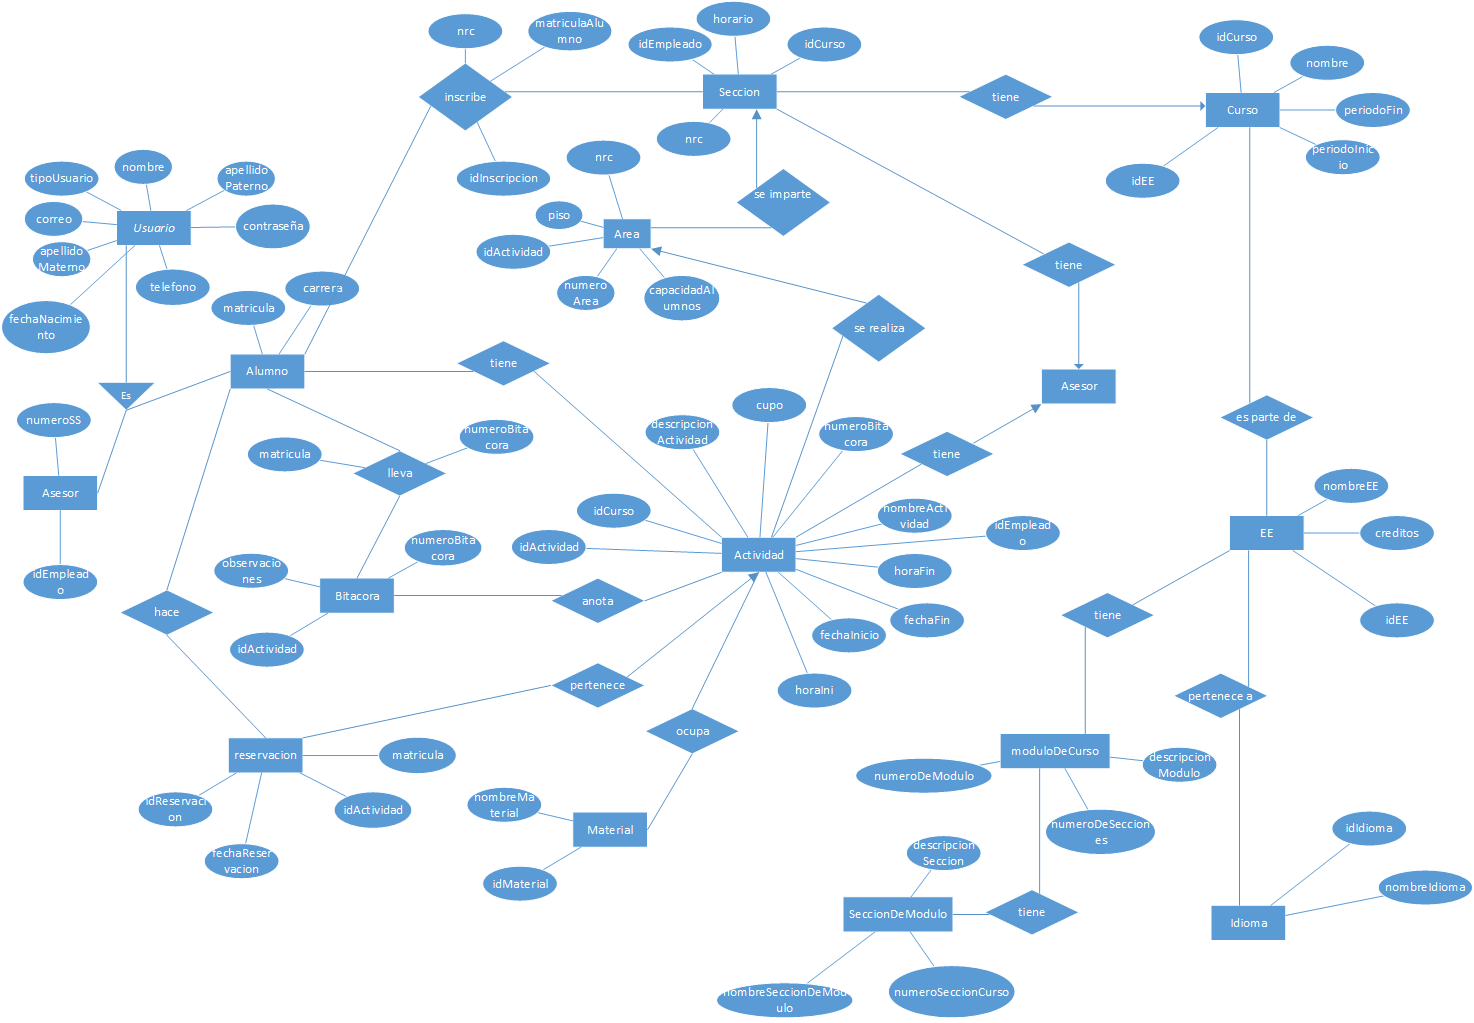 nrc
matriculaAlu
mno
horario
idEmpleado
idCurso
idCurso
nombre
inscribe
Seccion
tiene
Curso
periodoFin
nrc
periodoInic
io
idEE
nrc
idInscripcion
se imparte
tipoUsuario
nombre
apellido
Paterno
correo
Usuario
contraseña
apellido
Materno
telefono
fechaNacimie
nto
piso
Area
idActividad
numero
Area
capacidadAl
umnos
tiene
carrera
matricula
se realiza
Alumno
tiene
Es
Asesor
numeroSS
Asesor
idEmplead
o
matricula
numeroBita
cora
lleva
descripcion
Actividad
cupo
numeroBita
cora
tiene
es parte de
idCurso
idActividad
nombreActi
vidad
idEmplead
o
Actividad
horaFin
fechaFin
fechaInicio
horaIni
nombreEE
EE
creditos
idEE
observacio
nes
numeroBita
cora
Bitacora
idActividad
anota
hace
tiene
pertenece
pertenece a
ocupa
reservacion
matricula
idReservaci
on
idActividad
fechaReser
vacion
nombreMa
terial
Material
idMaterial
moduloDeCurso
descripcion
Modulo
numeroDeModulo
numeroDeSeccion
es
descripcion
Seccion
SeccionDeModulo
tiene
nombreSeccionDeMod
ulo
numeroSeccionCurso
idIdioma
nombreIdioma
Idioma